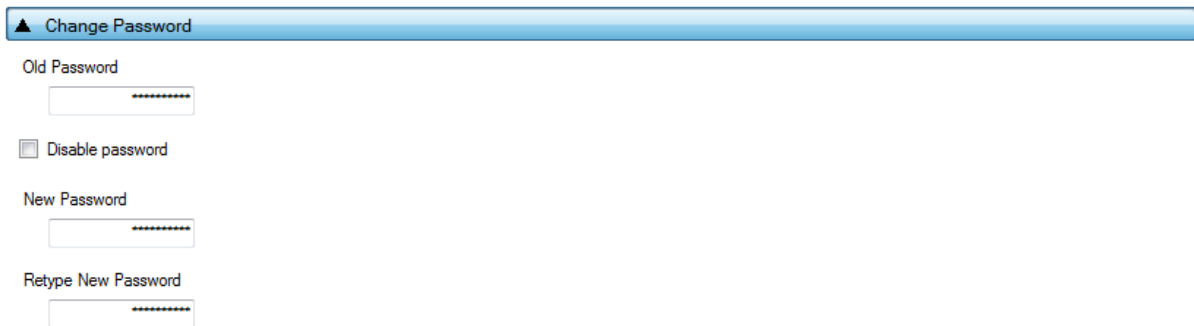 Change Password
Old Password
**********
Disable password
New Password
**********
Retype New Password
**********